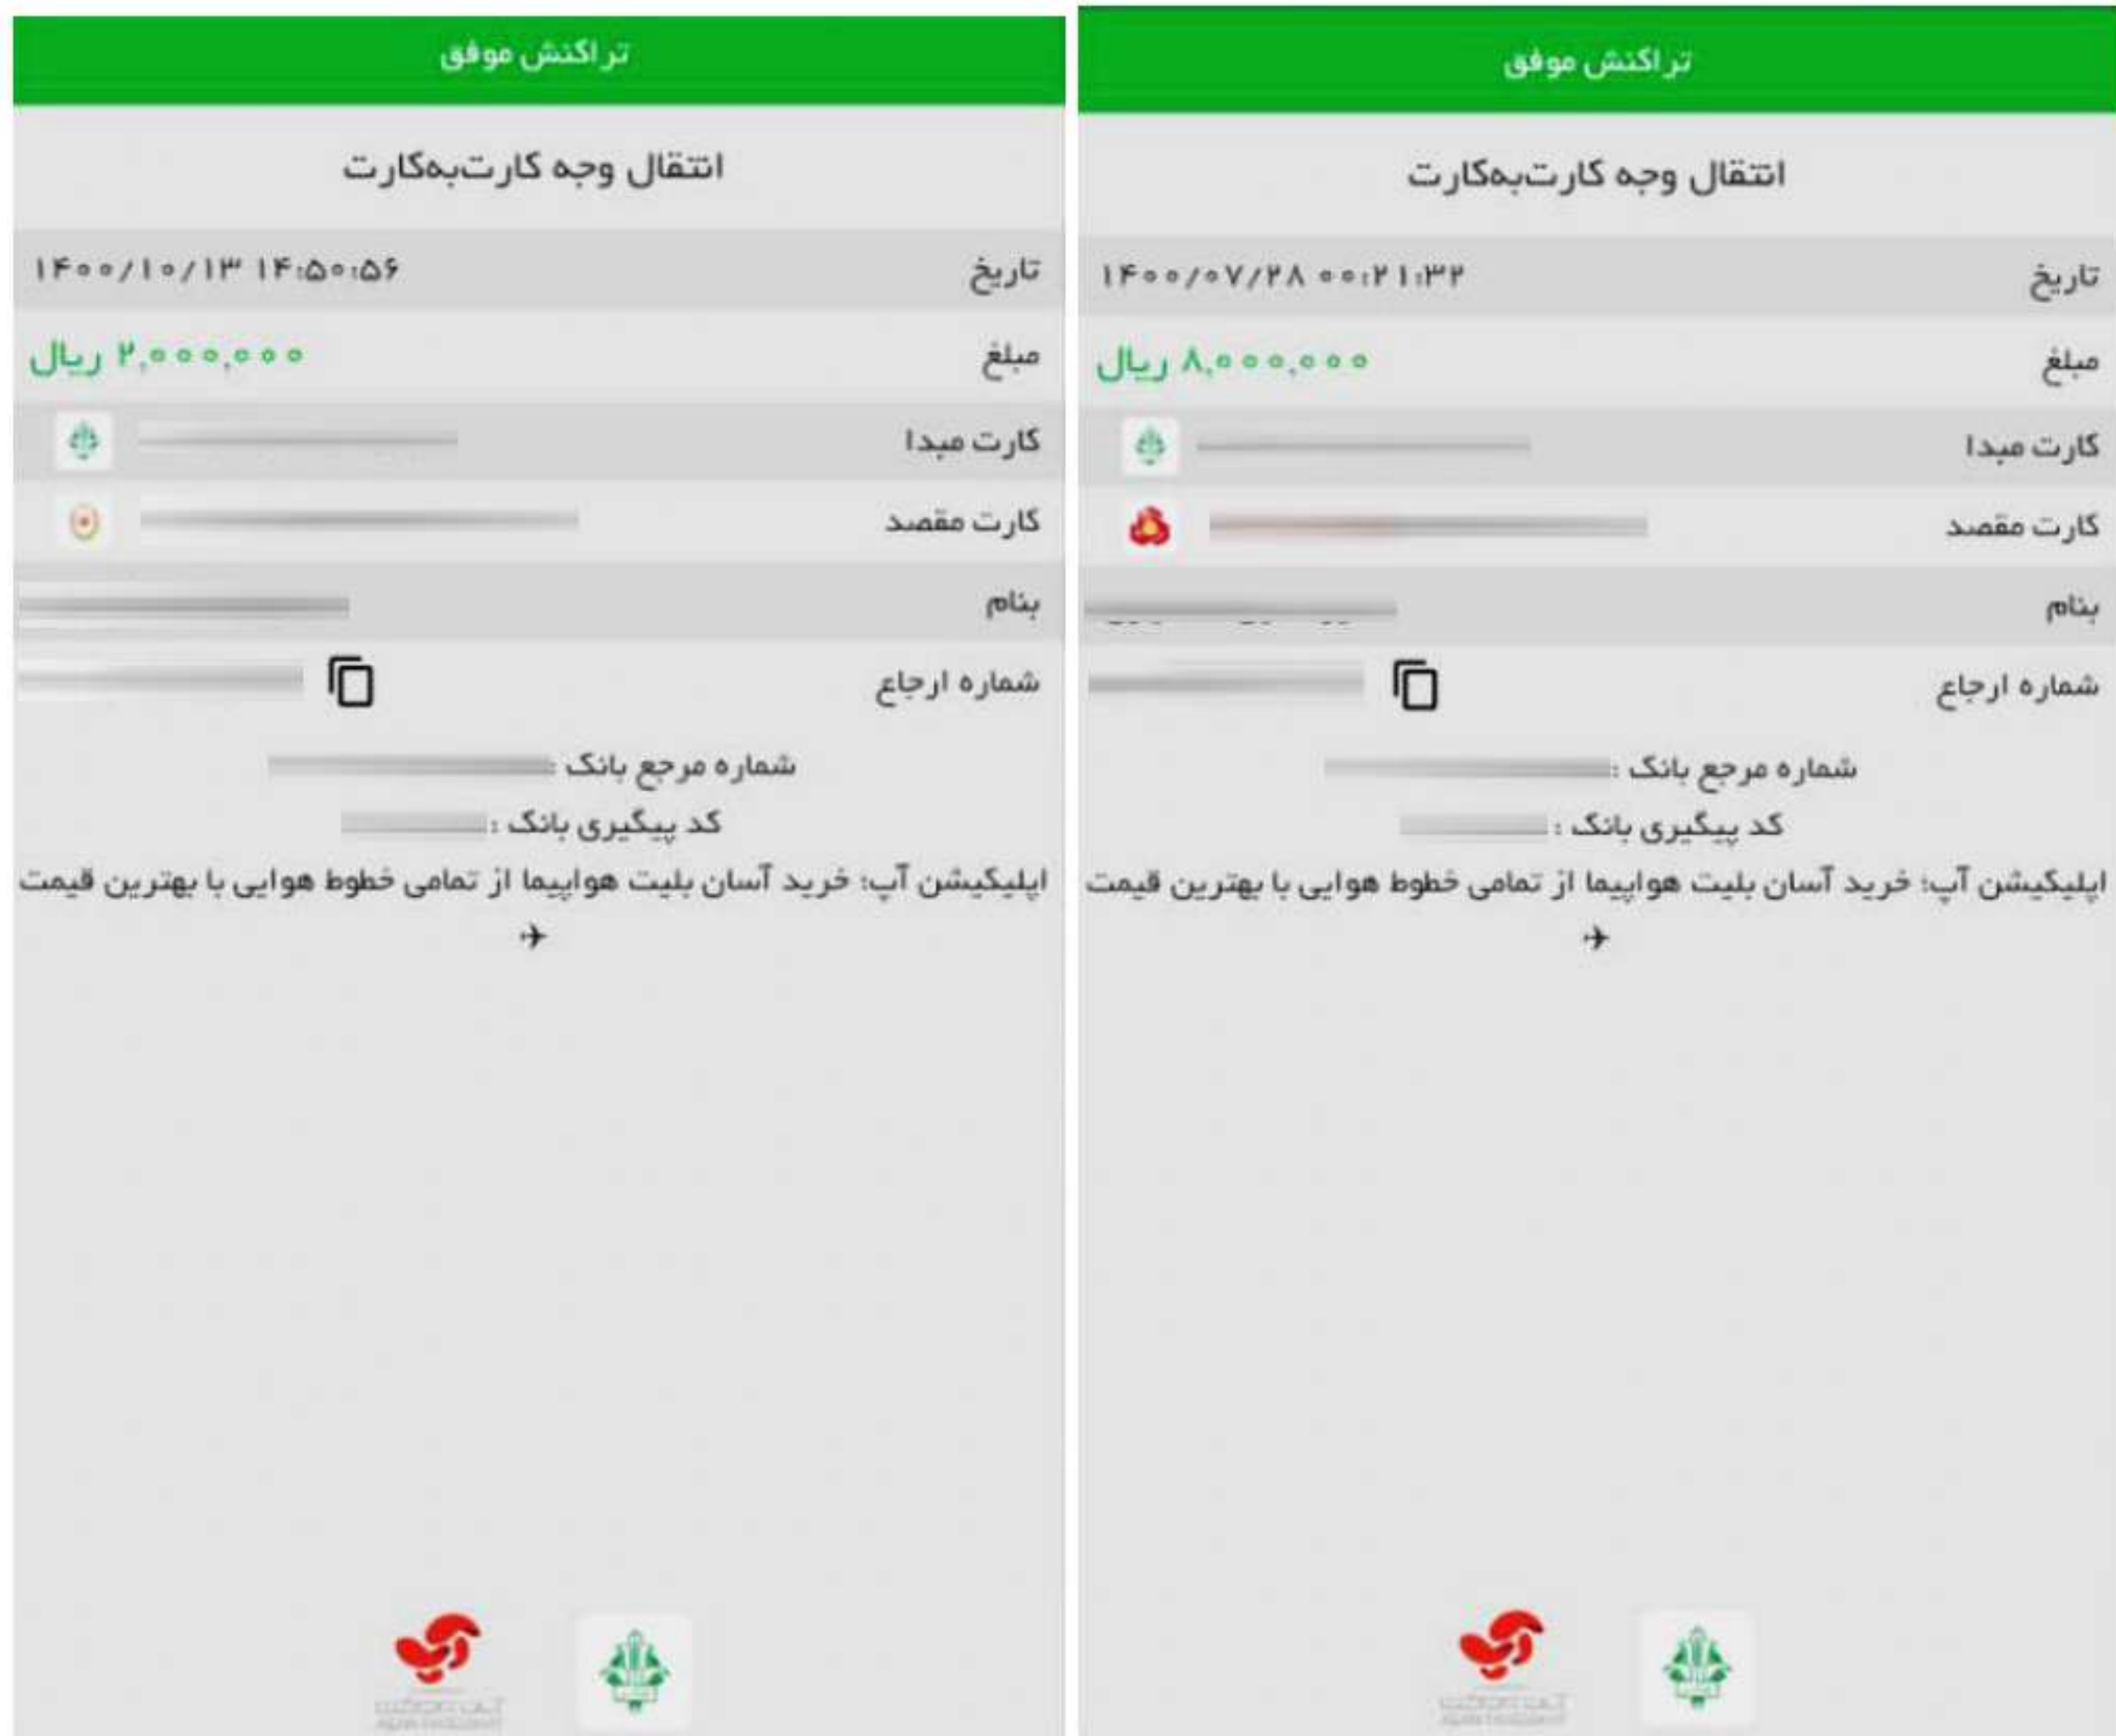 تراکنش موفق
انتقال وجه کارت‌به‌کارت
تاریخ ۱۴۰۰/۰۷/۲۸ ۰۰:۲۱:۳۲
مبلغ ۸,۰۰۰,۰۰۰ ریال
کارت مبدا
کارت مقصد
بنام
شماره ارجاع
شماره مرجع بانک :
کد پیگیری بانک :
اپلیکیشن آپ؛ خرید آسان بلیت هواپیما از تمامی خطوط هوایی با بهترین قیمت
✈
تراکنش موفق
انتقال وجه کارت‌به‌کارت
تاریخ ۱۴۰۰/۱۰/۱۳ ۱۴:۵۰:۵۶
مبلغ ۲,۰۰۰,۰۰۰ ریال
کارت مبدا
کارت مقصد
بنام
شماره ارجاع
شماره مرجع بانک :
کد پیگیری بانک :
اپلیکیشن آپ؛ خرید آسان بلیت هواپیما از تمامی خطوط هوایی با بهترین قیمت
✈